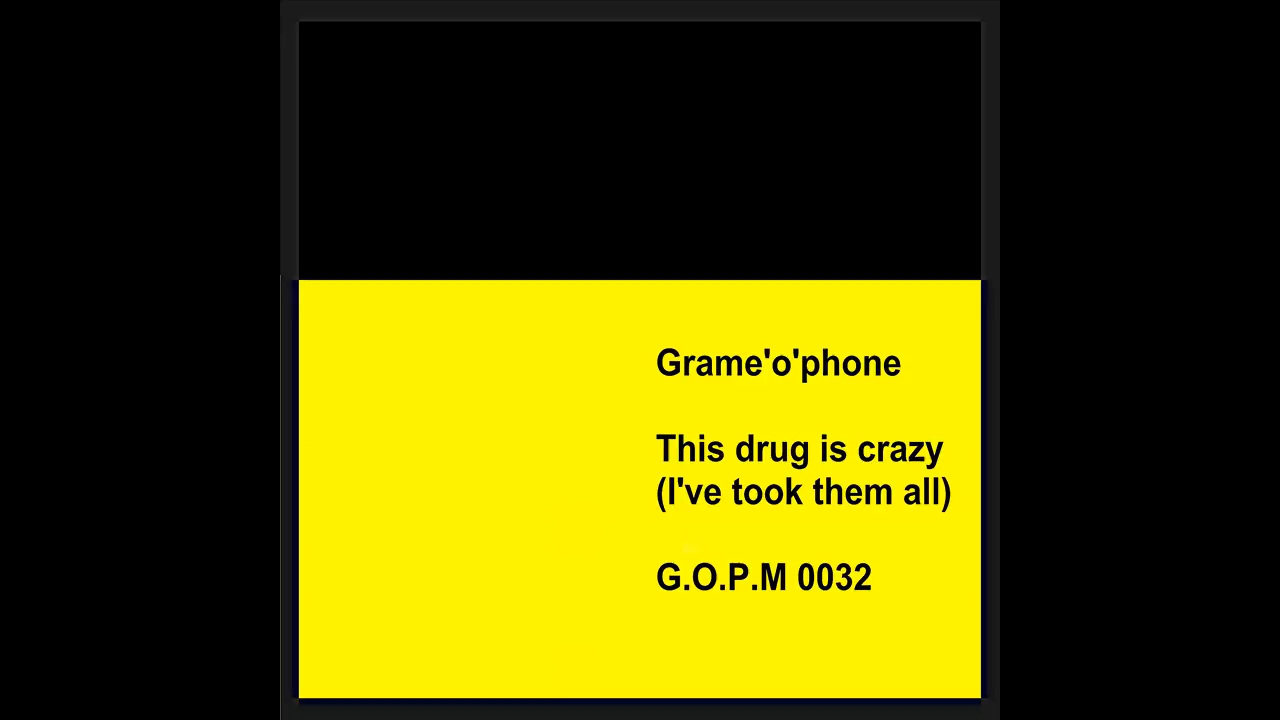 Grame'o'phone
This drug is crazy
(I've took them all)
G.O.P.M 0032